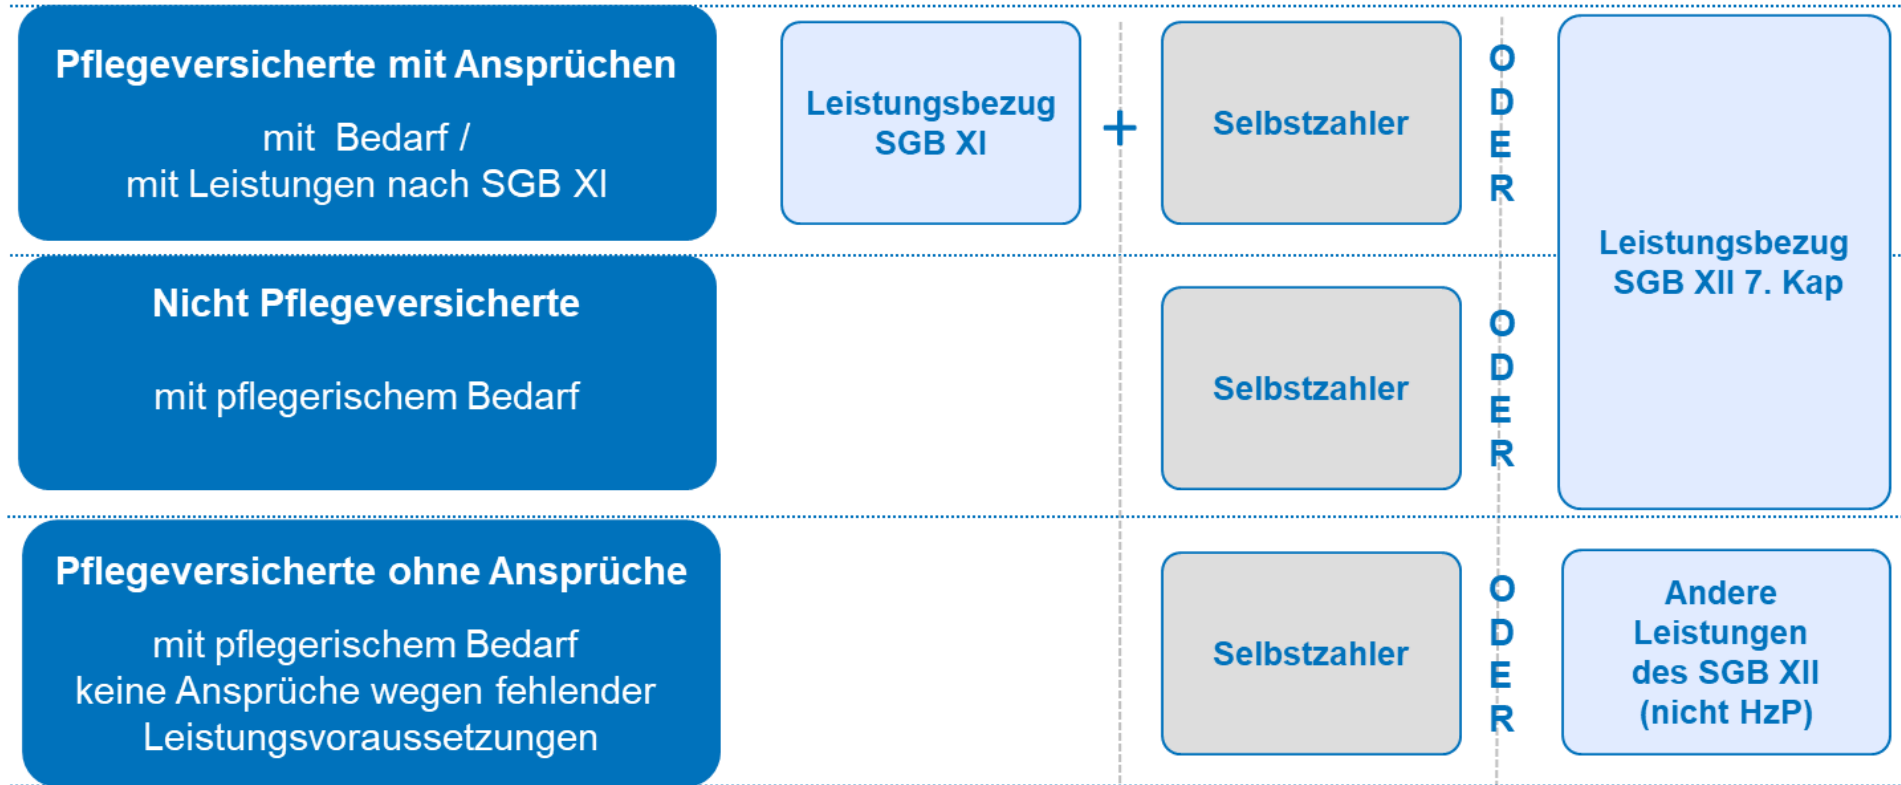 Pflegeversicherte mit Ansprüchen
mit Bedarf /
mit Leistungen nach SGB XI
Leistungsbezug
SGB XI
+
Selbstzahler
O
D
E
R
Leistungsbezug
SGB XII 7. Kap
Nicht Pflegeversicherte
mit pflegerischem Bedarf
Selbstzahler
O
D
E
R
Pflegeversicherte ohne Ansprüche
mit pflegerischem Bedarf
keine Ansprüche wegen fehlender
Leistungsvoraussetzungen
Selbstzahler
O
D
E
R
Andere
Leistungen
des SGB XII
(nicht HzP)